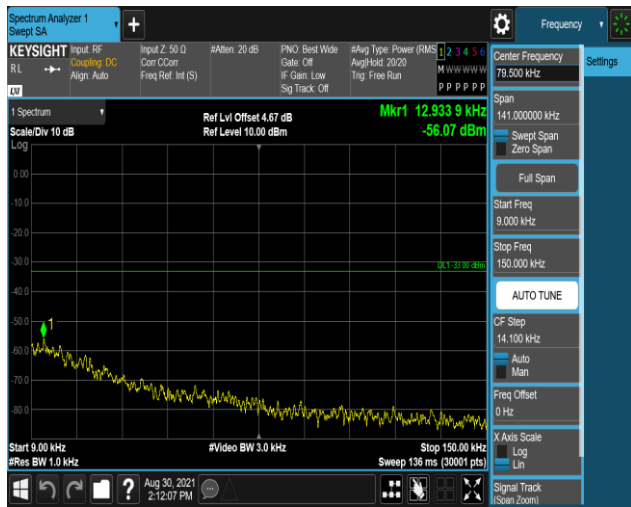 Spectrum Analyzer 1
Swept SA
+
Frequency
KEYSIGHT
RL
Input: RF
Coupling: DC
Align: Auto
Input Z: 50 Ω
Corr CCorr
Freq Ref: Int (S)
#Atten: 20 dB
PNO: Best Wide
Gate: Off
IF Gain: Low
Sig Track: Off
#Avg Type: Power (RMS
Avg|Hold: 20/20
Trig: Free Run
1 2 3 4 5 6
M W W W W W
P P P P P P
LXI
1 Spectrum
Scale/Div 10 dB
Ref Lvl Offset 4.67 dB
Ref Level 10.00 dBm
Mkr1 12.933 9 kHz
-56.07 dBm
Log
0.00
-10.0
-20.0
-30.0
DL1 -33.00 dBm
-40.0
-50.0
1
-60.0
-70.0
-80.0
Start 9.00 kHz
#Video BW 3.0 kHz
Stop 150.00 kHz
#Res BW 1.0 kHz
Sweep 136 ms (30001 pts)
?
Aug 30, 2021
2:12:07 PM
Center Frequency
79.500 kHz
Settings
Span
141.000000 kHz
Swept Span
Zero Span
Full Span
Start Freq
9.000 kHz
Stop Freq
150.000 kHz
AUTO TUNE
CF Step
14.100 kHz
Auto
Man
Freq Offset
0 Hz
X Axis Scale
Log
Lin
Signal Track
(Span Zoom)